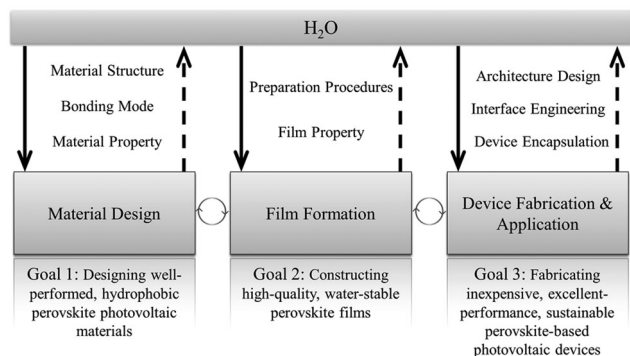 H₂O
Material Structure
Bonding Mode
Material Property
Preparation Procedures
Film Property
Architecture Design
Interface Engineering
Device Encapsulation
Material Design
Film Formation
Device Fabrication &
Application
Goal 1: Designing well-
performed, hydrophobic
perovskite photovoltaic
materials
Goal 2: Constructing
high-quality, water-stable
perovskite films
Goal 3: Fabricating
inexpensive, excellent-
performance, sustainable
perovskite-based
photovoltaic devices